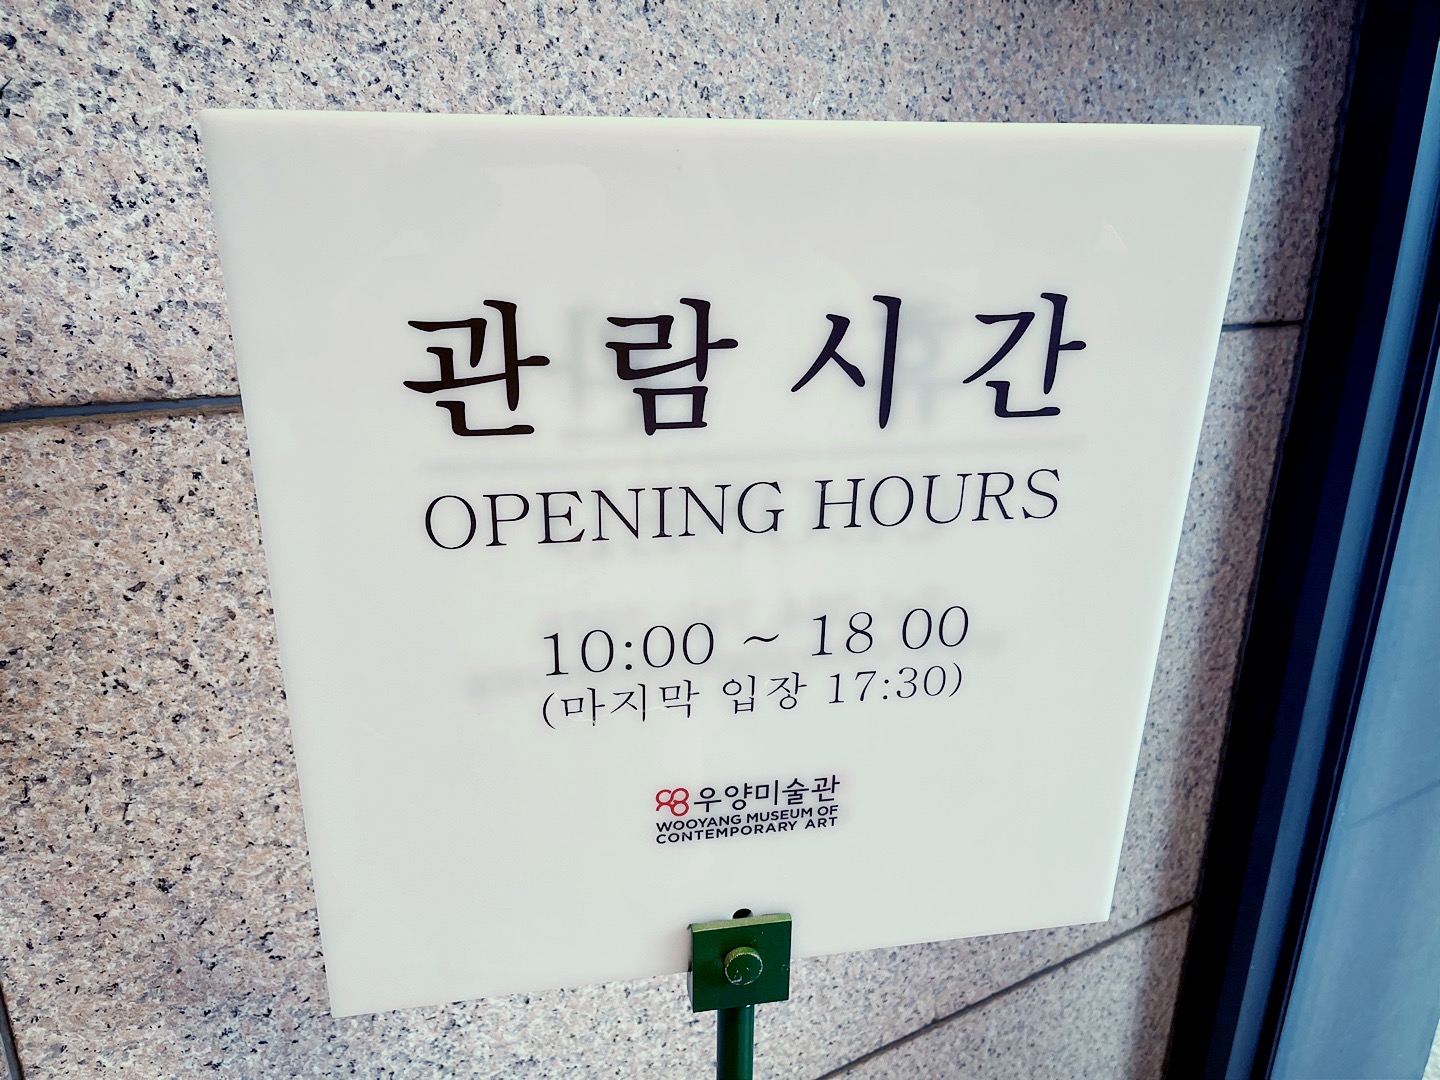 관람시간
OPENING HOURS
10:00 ~ 18 00
(마지막 입장 17:30)
우양미술관
WOOYANG MUSEUM OF
CONTEMPORARY ART